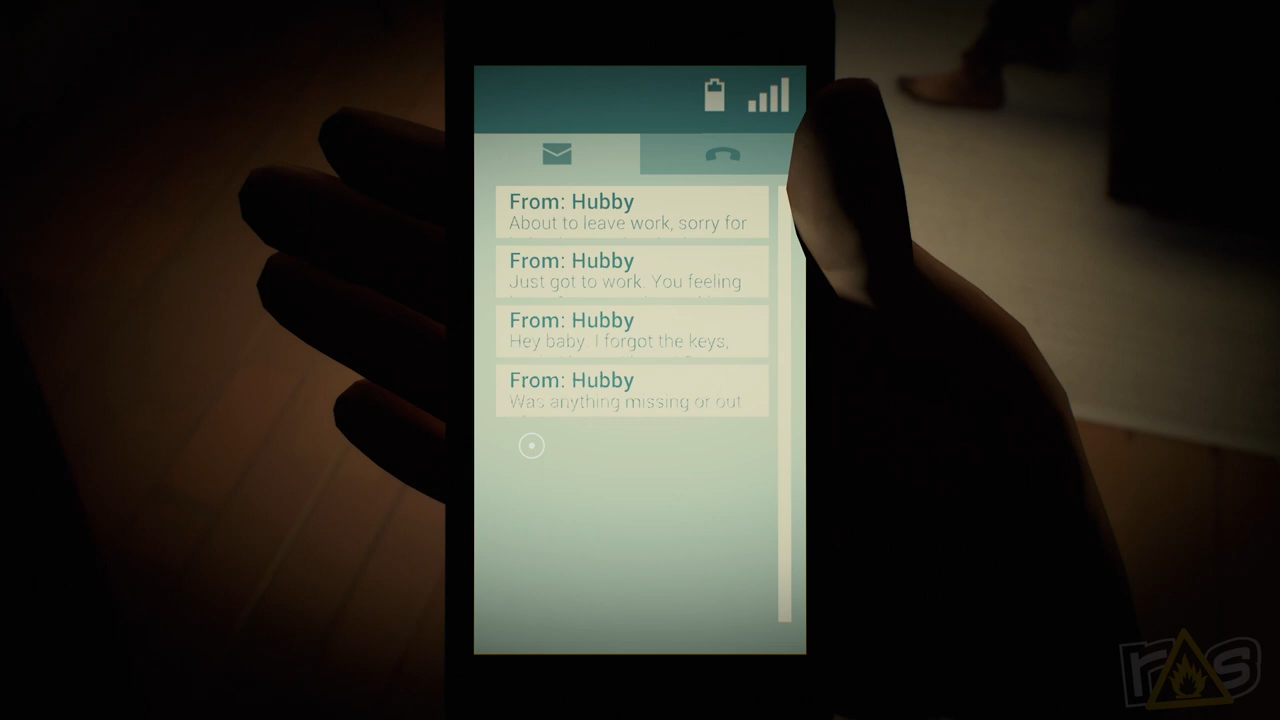 From: Hubby
About to leave work, sorry for
From: Hubby
Just got to work. You feeling
From: Hubby
Hey baby. I forgot the keys,
From: Hubby
Was anything missing or out
ras